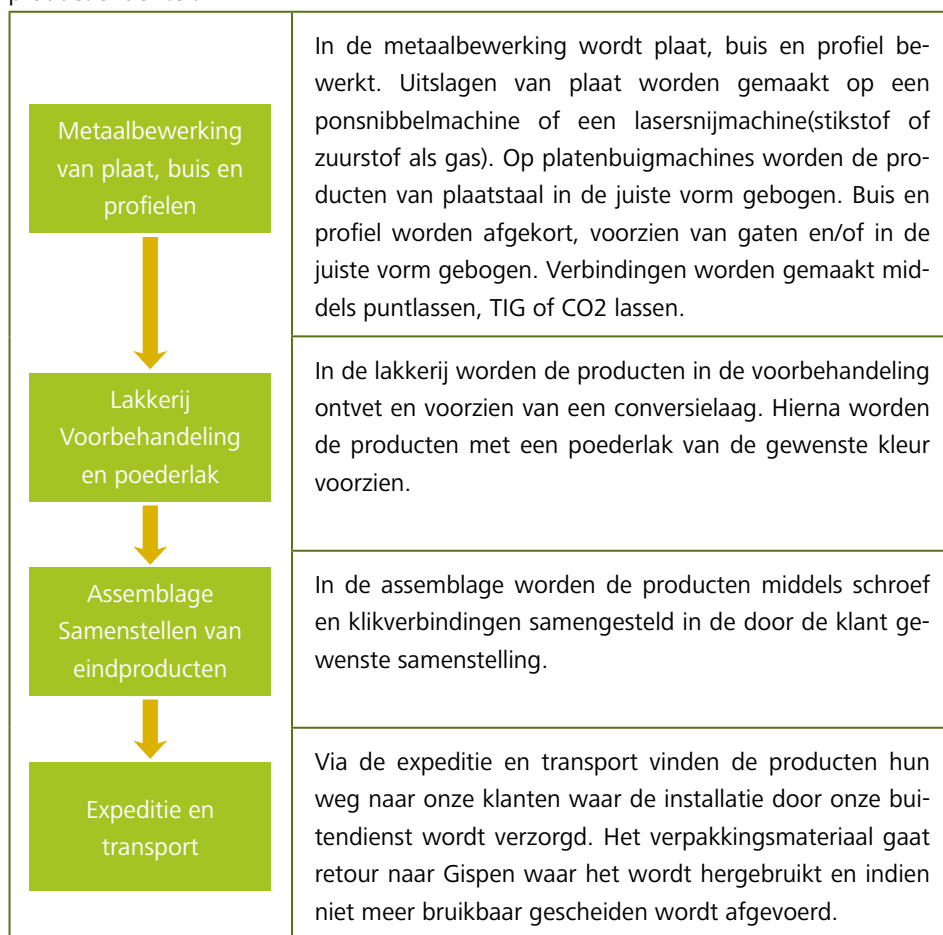 Metaalbewerking
van plaat, buis en
profielen
In de metaalbewerking wordt plaat, buis en profiel be-
werkt. Uitslagen van plaat worden gemaakt op een
ponsnibbelmachine of een lasersnijmachine(stikstof of
zuurstof als gas). Op platenbuigmachines worden de pro-
ducten van plaatstaal in de juiste vorm gebogen. Buis en
profiel worden afgekort, voorzien van gaten en/of in de
juiste vorm gebogen. Verbindingen worden gemaakt mid-
dels puntlassen, TIG of CO2 lassen.
Lakkerij
Voorbehandeling
en poederlak
In de lakkerij worden de producten in de voorbehandeling
ontvet en voorzien van een conversielaag. Hierna worden
de producten met een poederlak van de gewenste kleur
voorzien.
Assemblage
Samenstellen van
eindproducten
In de assemblage worden de producten middels schroef
en klikverbindingen samengesteld in de door de klant ge-
wenste samenstelling.
Expeditie en
transport
Via de expeditie en transport vinden de producten hun
weg naar onze klanten waar de installatie door onze bui-
tendienst wordt verzorgd. Het verpakkingsmateriaal gaat
retour naar Gispen waar het wordt hergebruikt en indien
niet meer bruikbaar gescheiden wordt afgevoerd.